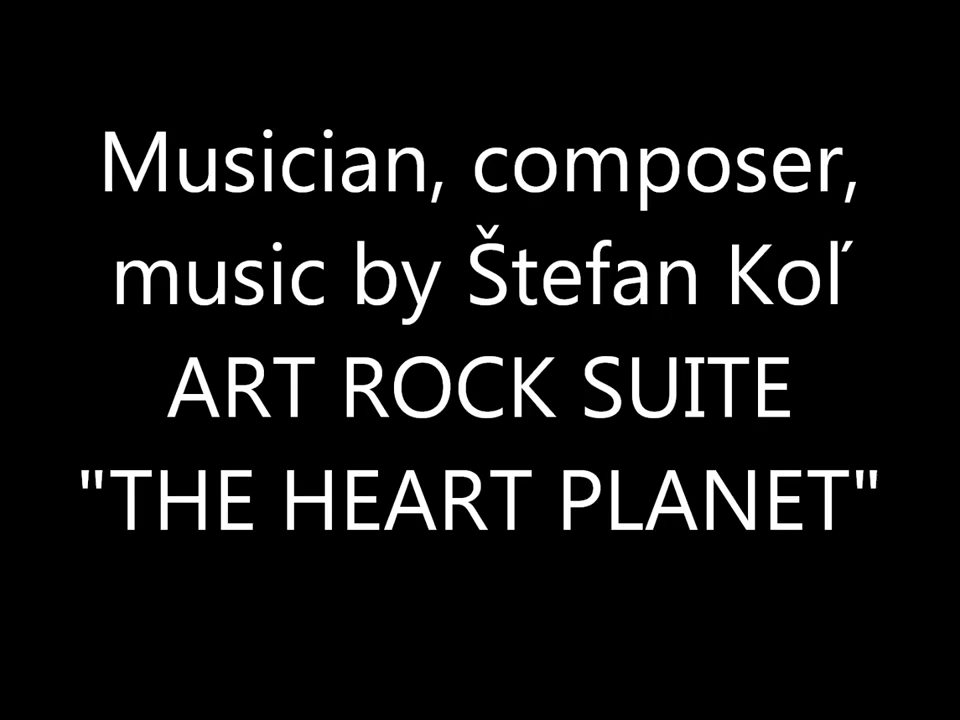 Musician, composer,
music by Štefan Koľ
ART ROCK SUITE
"THE HEART PLANET"